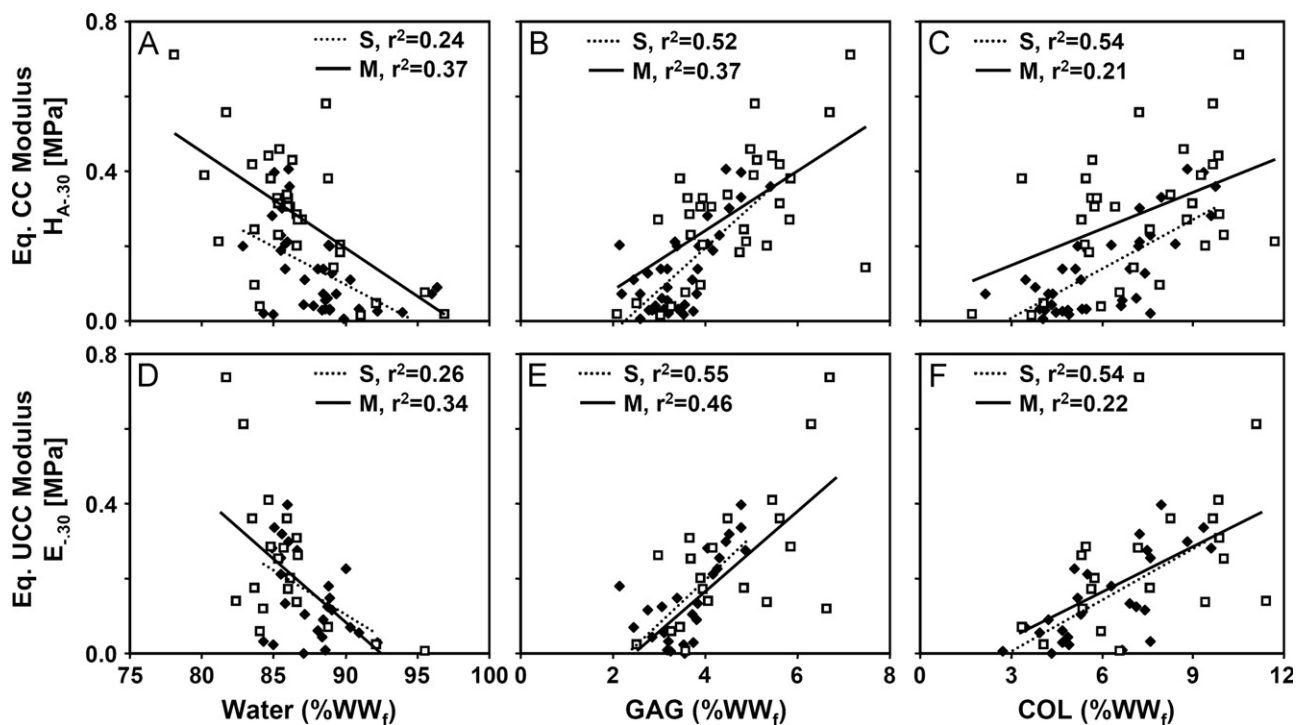 A
S, r²=0.24
M, r²=0.37
B
S, r²=0.52
M, r²=0.37
C
S, r²=0.54
M, r²=0.21
Eq. CC Modulus
H_A-.30 [MPa]
0.8
0.4
0.0
D
S, r²=0.26
M, r²=0.34
E
S, r²=0.55
M, r²=0.46
F
S, r²=0.54
M, r²=0.22
Eq. UCC Modulus
E_-.30 [MPa]
0.8
0.4
0.0
75 80 85 90 95 100
0 2 4 6 8
0 3 6 9 12
Water (%WW_f)
GAG (%WW_f)
COL (%WW_f)